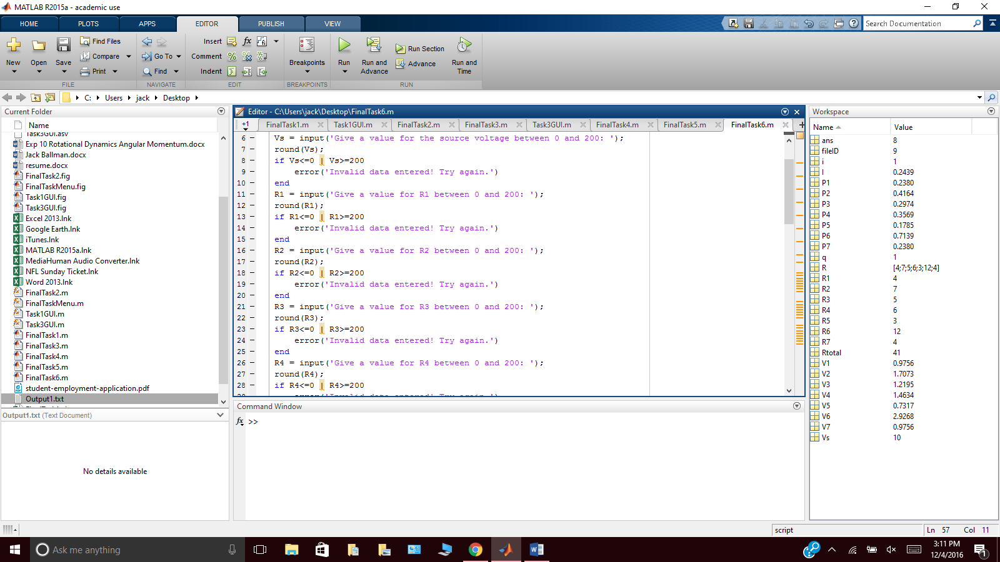 MATLAB R2015a - academic use
HOME PLOTS APPS EDITOR PUBLISH VIEW
Search Documentation
New Open Save
Find Files
Compare
Print
FILE
Go To
Find
NAVIGATE
Insert fx
Comment
Indent
EDIT
Breakpoints
BREAKPOINTS
Run
Run and Advance
Run Section
Advance
Run and Time
RUN
C: Users jack Desktop
Current Folder
Name
Task3GUI.asv
Exp 10 Rotational Dynamics Angular Momentum.docx
Jack Ballman.docx
resume.docx
FinalTask2.fig
FinalTaskMenu.fig
Task1GUI.fig
Task3GUI.fig
Excel 2013.lnk
Google Earth.lnk
iTunes.lnk
MATLAB R2015a.lnk
MediaHuman Audio Converter.lnk
NFL Sunday Ticket.lnk
Word 2013.lnk
FinalTask2.m
FinalTaskMenu.m
Task1GUI.m
Task3GUI.m
FinalTask1.m
FinalTask3.m
FinalTask4.m
FinalTask5.m
FinalTask6.m
student-employment-application.pdf
Output1.txt
Output1.txt (Text Document)
No details available
Editor - C:\Users\jack\Desktop\FinalTask6.m
+1 FinalTask1.m Task1GUI.m FinalTask2.m FinalTask3.m Task3GUI.m FinalTask4.m FinalTask5.m FinalTask6.m
6 - Vs = input('Give a value for the source voltage between 0 and 200: ');
7 - round(Vs);
8 - if Vs<=0 | Vs>=200
9 - error('Invalid data entered! Try again.')
10 - end
11 - R1 = input('Give a value for R1 between 0 and 200: ');
12 - round(R1);
13 - if R1<=0 | R1>=200
14 - error('Invalid data entered! Try again.')
15 - end
16 - R2 = input('Give a value for R2 between 0 and 200: ');
17 - round(R2);
18 - if R2<=0 | R2>=200
19 - error('Invalid data entered! Try again.')
20 - end
21 - R3 = input('Give a value for R3 between 0 and 200: ');
22 - round(R3);
23 - if R3<=0 | R3>=200
24 - error('Invalid data entered! Try again.')
25 - end
26 - R4 = input('Give a value for R4 between 0 and 200: ');
27 - round(R4);
28 - if R4<=0 | R4>=200
29 - error('Invalid data entered! Try again.')
Command Window
fx >>
Workspace
Name Value
ans 8
fileID 9
i 1
I 0.2439
P1 0.2380
P2 0.4164
P3 0.2974
P4 0.3569
P5 0.1785
P6 0.7139
P7 0.2380
q 1
R [4;7;5;6;3;12;4]
R1 4
R2 7
R3 5
R4 6
R5 3
R6 12
R7 4
Rtotal 41
V1 0.9756
V2 1.7073
V3 1.2195
V4 1.4634
V5 0.7317
V6 2.9268
V7 0.9756
Vs 10
script Ln 57 Col 11
Ask me anything
3:11 PM
12/4/2016
1